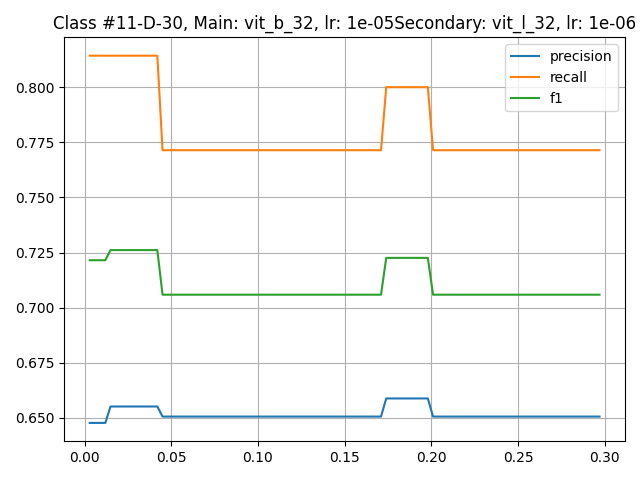 Class #11-D-30, Main: vit_b_32, lr: 1e-05Secondary: vit_l_32, lr: 1e-06
precision
recall
f1
0.800
0.775
0.750
0.725
0.700
0.675
0.650
0.00 0.05 0.10 0.15 0.20 0.25 0.30